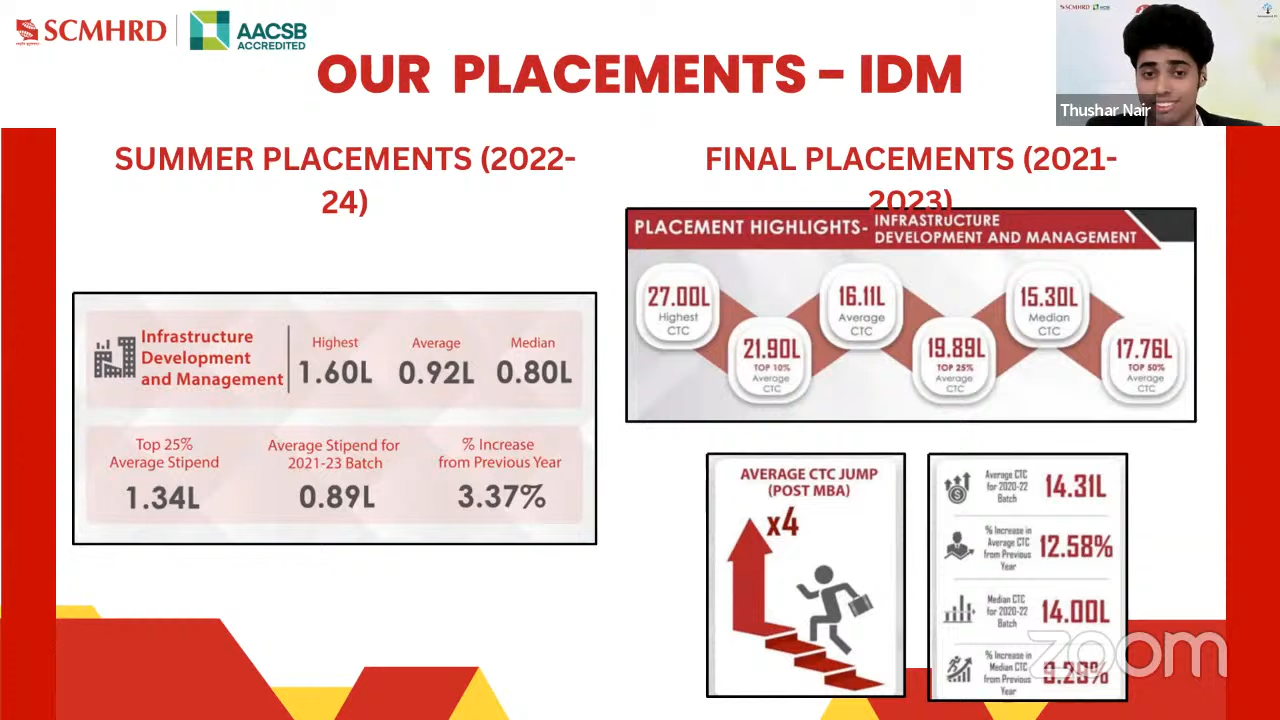 SCMHRD
AACSB
ACCREDITED
OUR PLACEMENTS - IDM
Thushar Nair
SUMMER PLACEMENTS (2022-
24)
Infrastructure
Development
and Management
Highest
1.60L
Average
0.92L
Median
0.80L
Top 25%
Average Stipend
1.34L
Average Stipend for
2021-23 Batch
0.89L
% Increase
from Previous Year
3.37%
FINAL PLACEMENTS (2021-
2023)
PLACEMENT HIGHLIGHTS-
INFRASTRUCTURE
DEVELOPMENT AND MANAGEMENT
27.00L
Highest
CTC
21.90L
TOP 10%
Average
CTC
16.11L
Average
CTC
19.89L
TOP 25%
Average
CTC
15.30L
Median
CTC
17.76L
TOP 50%
Average
CTC
AVERAGE CTC JUMP
(POST MBA)
x4
Average CTC
for 2020-22
Batch
14.31L
% Increase in
Average CTC
from Previous
Year
12.58%
Median CTC
for 2020-22
Batch
14.00L
% Increase in
Median CTC
from Previous
Year
zoom